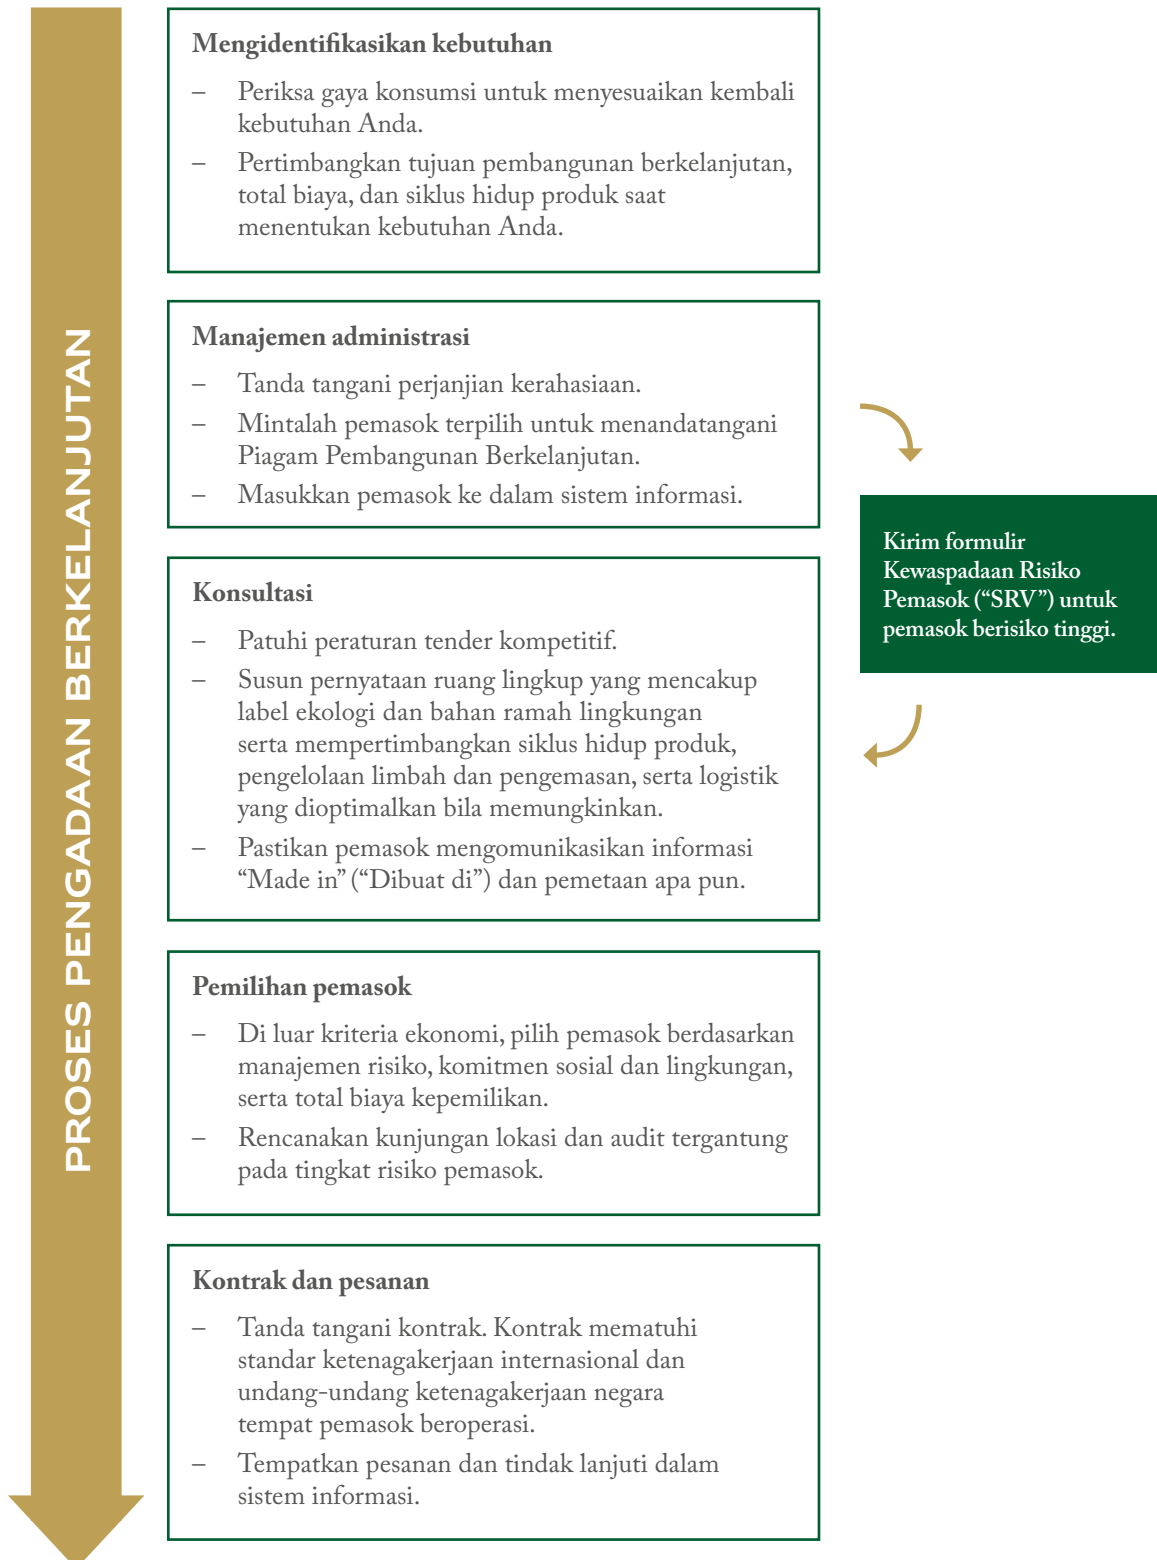 PROSES PENGADAAN BERKELANJUTAN
Mengidentifikasikan kebutuhan
– Periksa gaya konsumsi untuk menyesuaikan kembali
kebutuhan Anda.
– Pertimbangkan tujuan pembangunan berkelanjutan,
total biaya, dan siklus hidup produk saat
menentukan kebutuhan Anda.
Manajemen administrasi
– Tanda tangani perjanjian kerahasiaan.
– Mintalah pemasok terpilih untuk menandatangani
Piagam Pembangunan Berkelanjutan.
– Masukkan pemasok ke dalam sistem informasi.
Kirim formulir
Kewaspadaan Risiko
Pemasok (“SRV”) untuk
pemasok berisiko tinggi.
Konsultasi
– Patuhi peraturan tender kompetitif.
– Susun pernyataan ruang lingkup yang mencakup
label ekologi dan bahan ramah lingkungan
serta mempertimbangkan siklus hidup produk,
pengelolaan limbah dan pengemasan, serta logistik
yang dioptimalkan bila memungkinkan.
– Pastikan pemasok mengomunikasikan informasi
“Made in” (“Dibuat di”) dan pemetaan apa pun.
Pemilihan pemasok
– Di luar kriteria ekonomi, pilih pemasok berdasarkan
manajemen risiko, komitmen sosial dan lingkungan,
serta total biaya kepemilikan.
– Rencanakan kunjungan lokasi dan audit tergantung
pada tingkat risiko pemasok.
Kontrak dan pesanan
– Tanda tangani kontrak. Kontrak mematuhi
standar ketenagakerjaan internasional dan
undang-undang ketenagakerjaan negara
tempat pemasok beroperasi.
– Tempatkan pesanan dan tindak lanjuti dalam
sistem informasi.